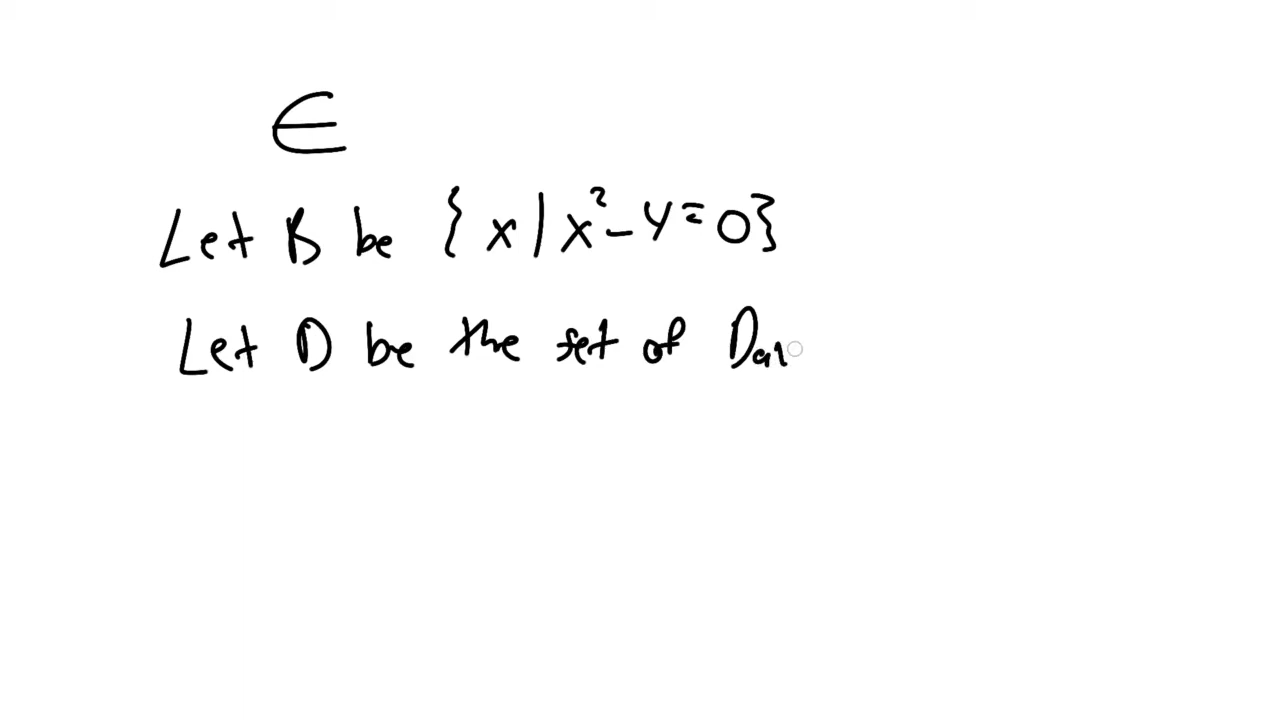 ∈
Let B be {x|x²-4=0}
Let D be the set of